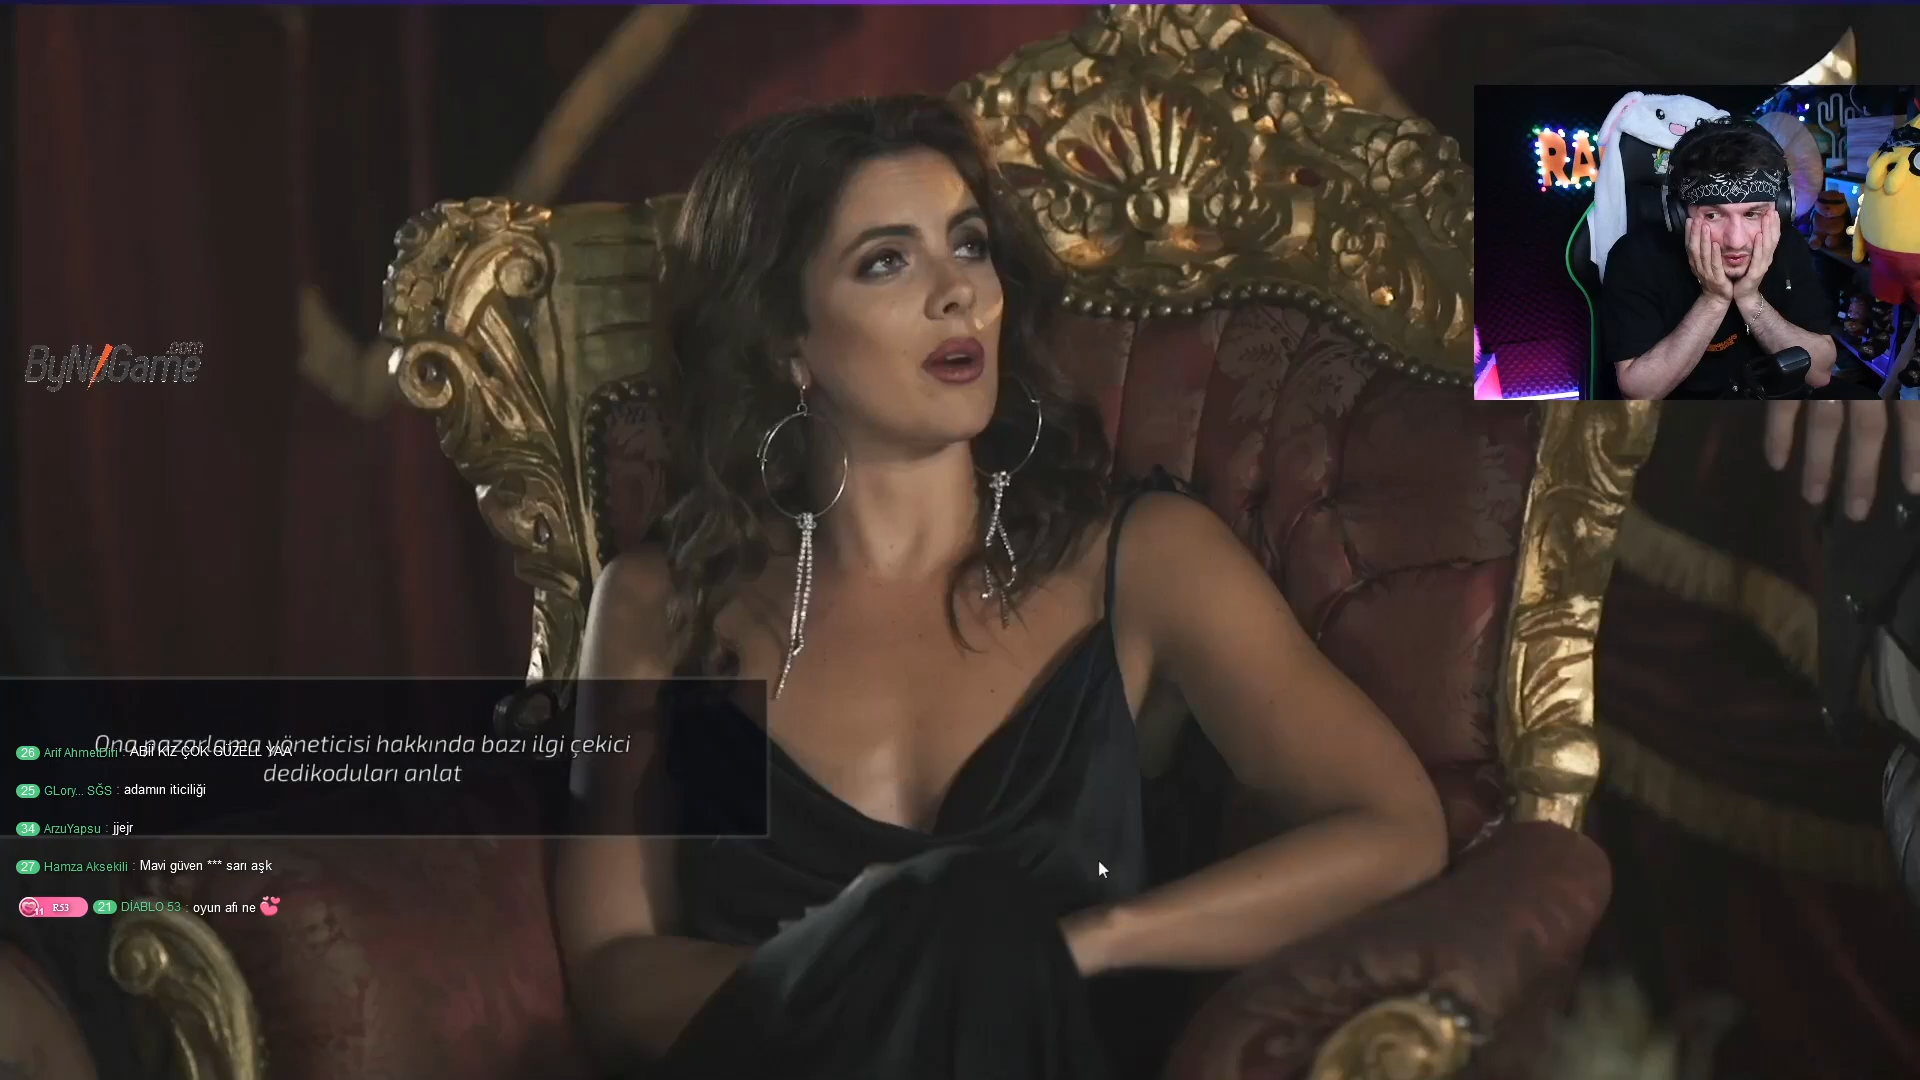 RA
ByNoGame
.com
Ona pazarlama yöneticisi hakkında bazı ilgi çekici
dedikoduları anlat
26 Arif AhmetDifi : ABİİ KIZ ÇOK GÜZELL YAA
25 GLory... SĞS : adamın iticiliği
34 ArzuYapsu : jjejr
27 Hamza Aksekili : Mavi güven *** sarı aşk
11 R53 21 DİABLO 53 : oyun afı ne 💕